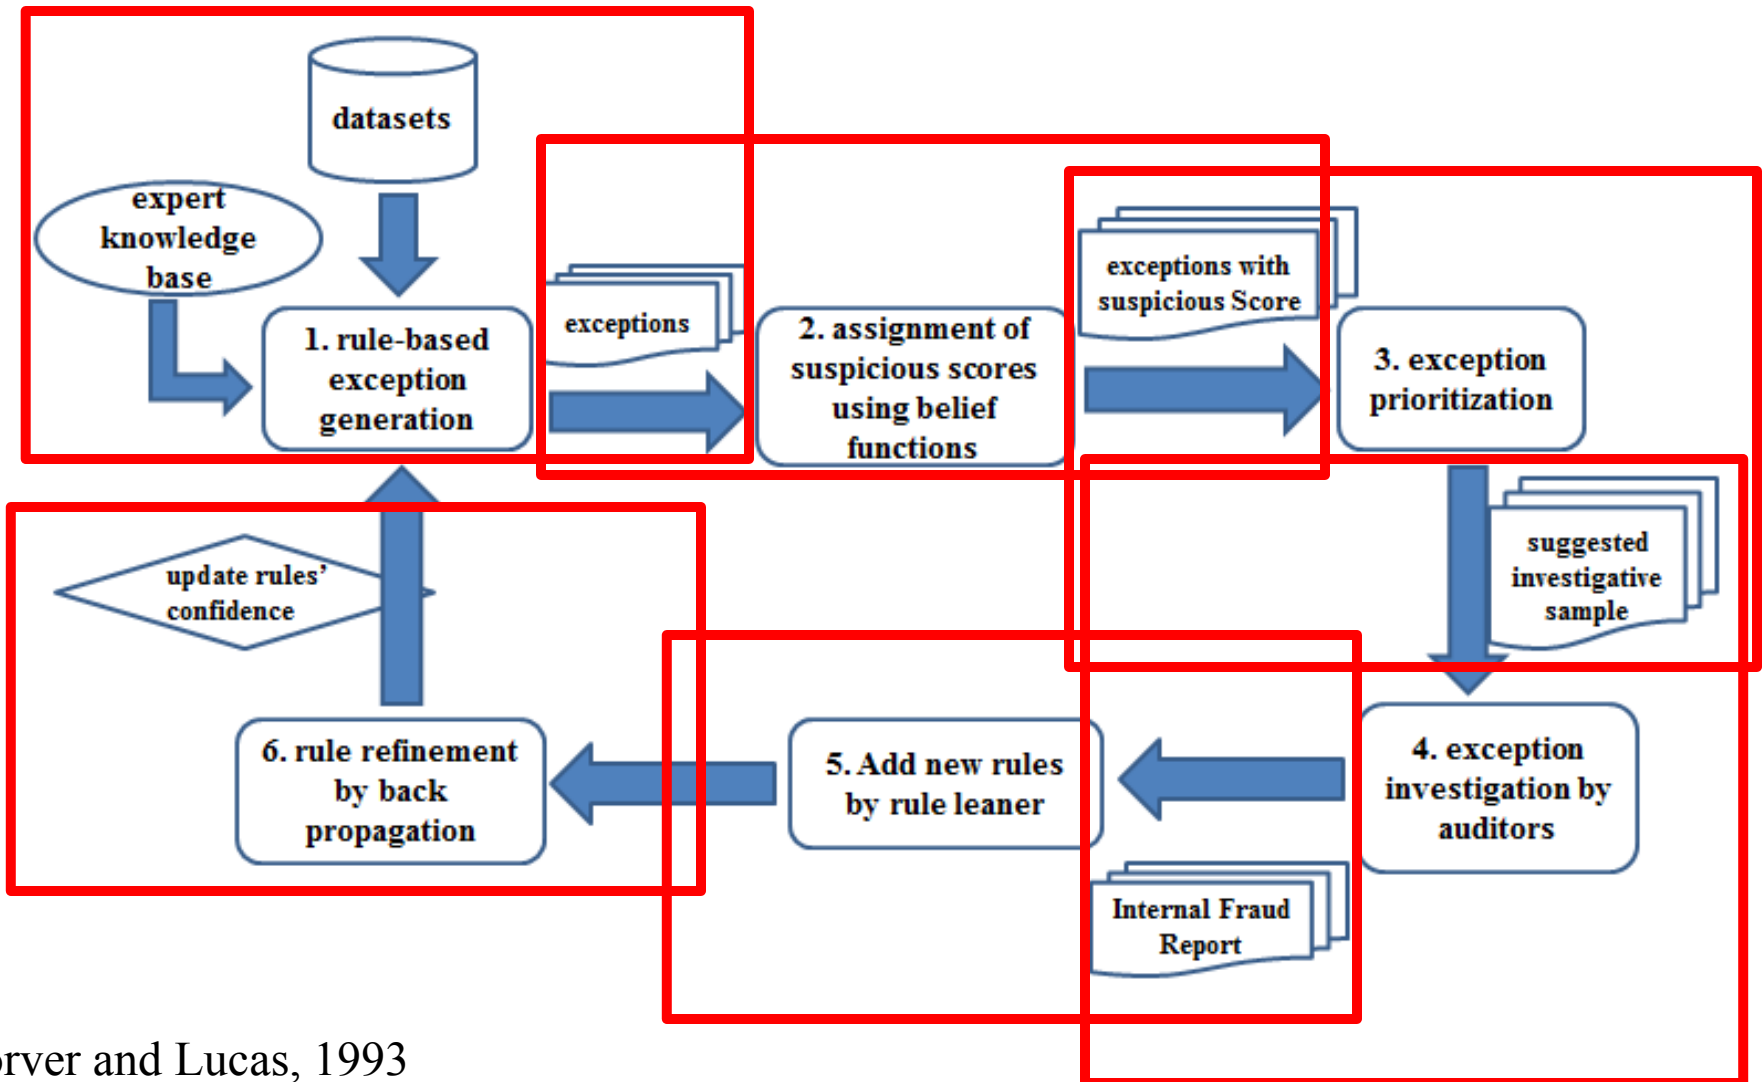 datasets
expert
knowledge
base
1. rule-based
exception
generation
exceptions
2. assignment of
suspicious scores
using belief
functions
exceptions with
suspicious Score
3. exception
prioritization
suggested
investigative
sample
4. exception
investigation by
auditors
Internal Fraud
Report
5. Add new rules
by rule leaner
6. rule refinement
by back
propagation
update rules’
confidence
and Lucas, 1993